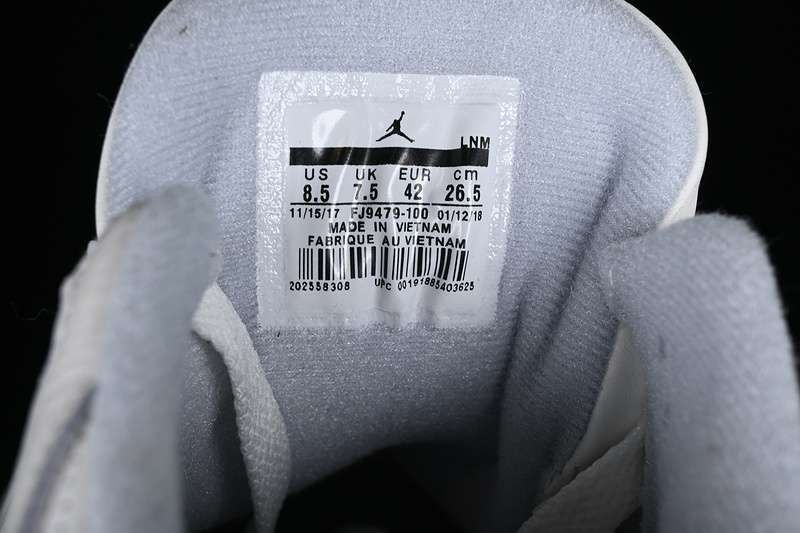 LNM
US UK EUR cm
8.5 7.5 42 26.5
11/15/17 FJ9479-100 01/12/18
MADE IN VIETNAM
FABRIQUE AU VIETNAM
202558308 UPC 00191885403625